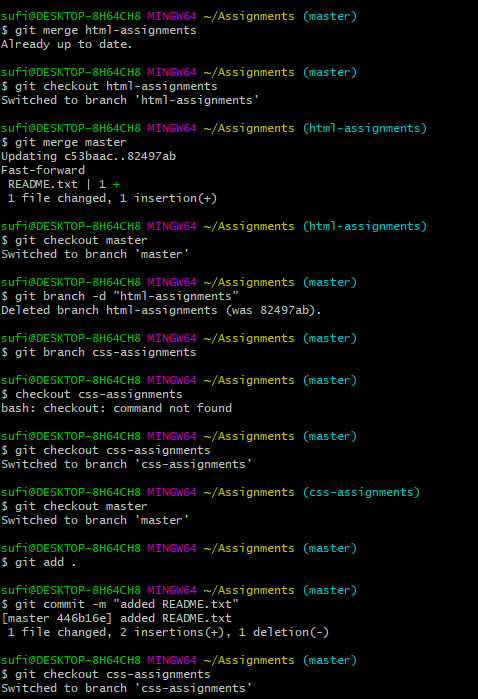 sufi@DESKTOP-8H64CH8 MINGW64 ~/Assignments (master)
$ git merge html-assignments
Already up to date.
sufi@DESKTOP-8H64CH8 MINGW64 ~/Assignments (master)
$ git checkout html-assignments
Switched to branch 'html-assignments'
sufi@DESKTOP-8H64CH8 MINGW64 ~/Assignments (html-assignments)
$ git merge master
Updating c53baac..82497ab
Fast-forward
 README.txt | 1 +
 1 file changed, 1 insertion(+)
sufi@DESKTOP-8H64CH8 MINGW64 ~/Assignments (html-assignments)
$ git checkout master
Switched to branch 'master'
sufi@DESKTOP-8H64CH8 MINGW64 ~/Assignments (master)
$ git branch -d "html-assignments"
Deleted branch html-assignments (was 82497ab).
sufi@DESKTOP-8H64CH8 MINGW64 ~/Assignments (master)
$ git branch css-assignments
sufi@DESKTOP-8H64CH8 MINGW64 ~/Assignments (master)
$ checkout css-assignments
bash: checkout: command not found
sufi@DESKTOP-8H64CH8 MINGW64 ~/Assignments (master)
$ git checkout css-assignments
Switched to branch 'css-assignments'
sufi@DESKTOP-8H64CH8 MINGW64 ~/Assignments (css-assignments)
$ git checkout master
Switched to branch 'master'
sufi@DESKTOP-8H64CH8 MINGW64 ~/Assignments (master)
$ git add .
sufi@DESKTOP-8H64CH8 MINGW64 ~/Assignments (master)
$ git commit -m "added README.txt"
[master 446b16e] added README.txt
 1 file changed, 2 insertions(+), 1 deletion(-)
sufi@DESKTOP-8H64CH8 MINGW64 ~/Assignments (master)
$ git checkout css-assignments
Switched to branch 'css-assignments'